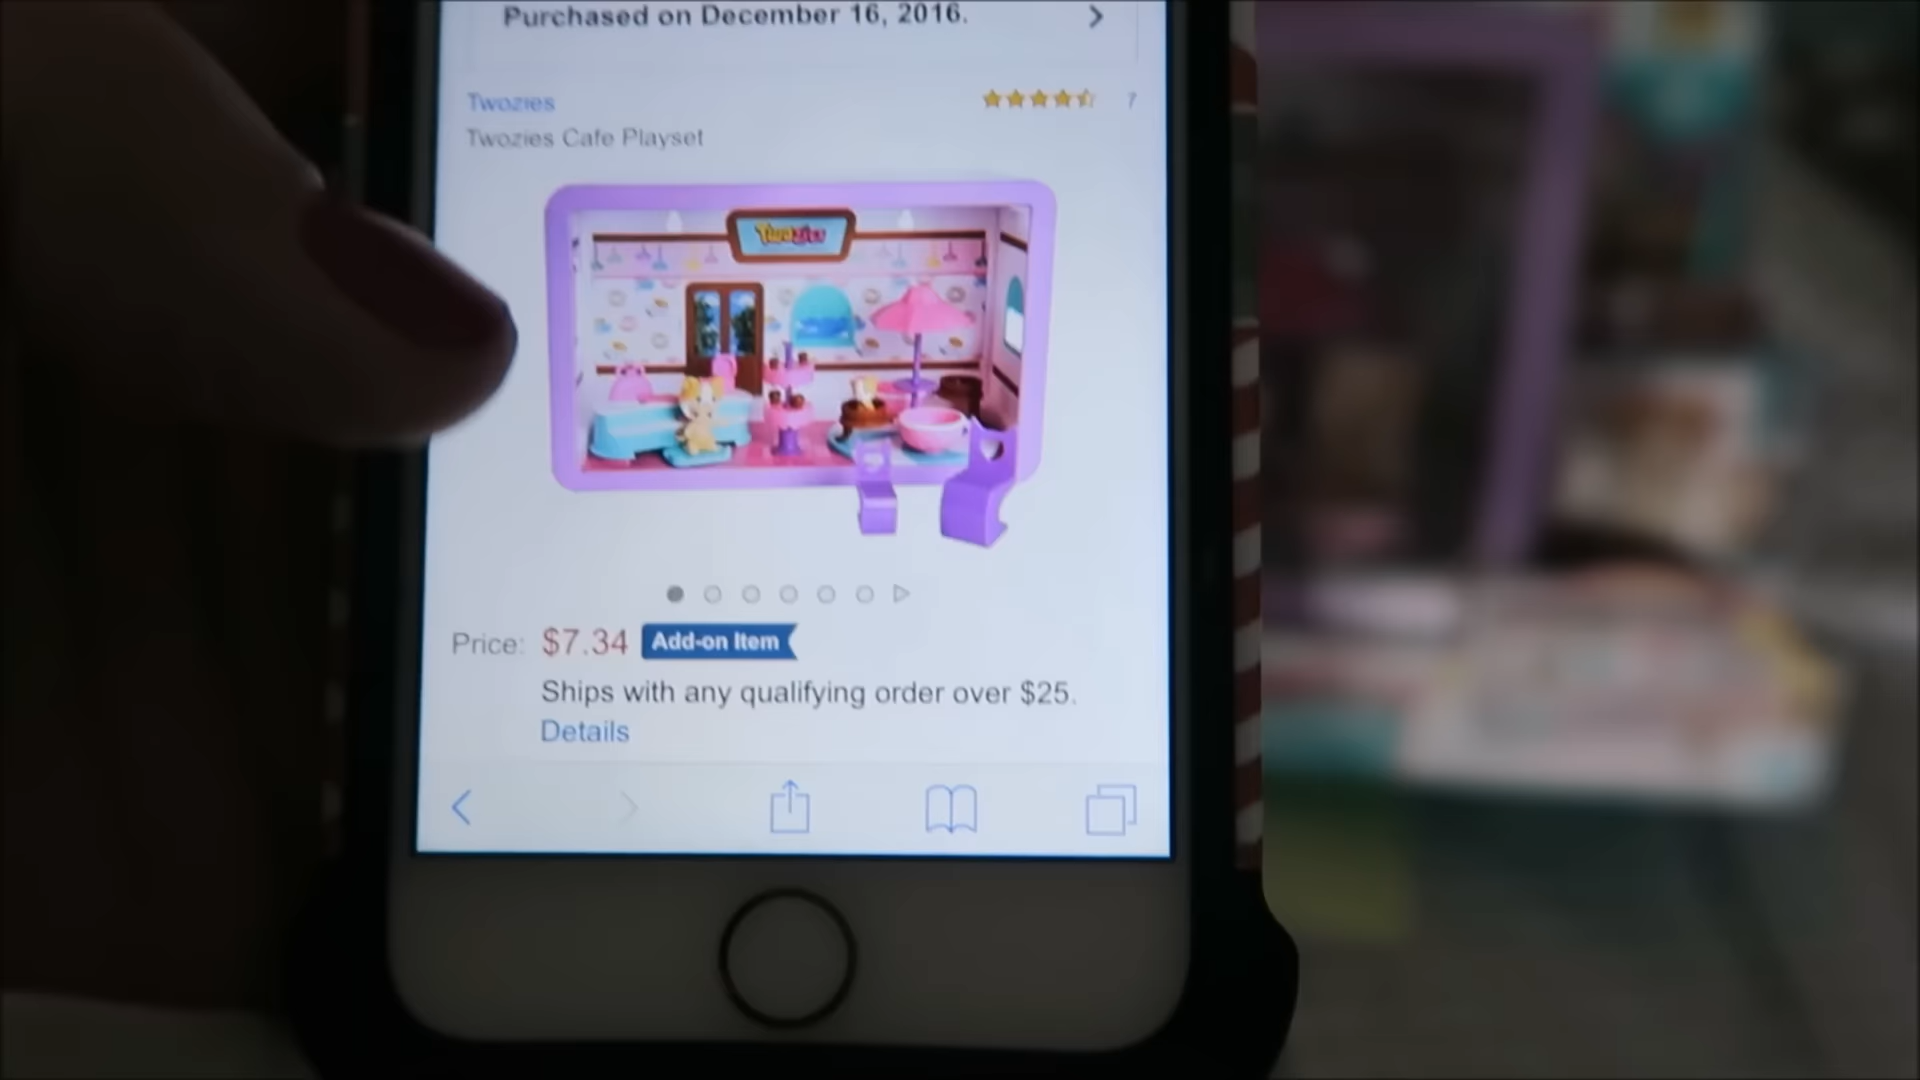 Purchased on December 16, 2016.
Twozies
7
Twozies Cafe Playset
Twozies
Price: $7.34 Add-on Item
Ships with any qualifying order over $25.
Details